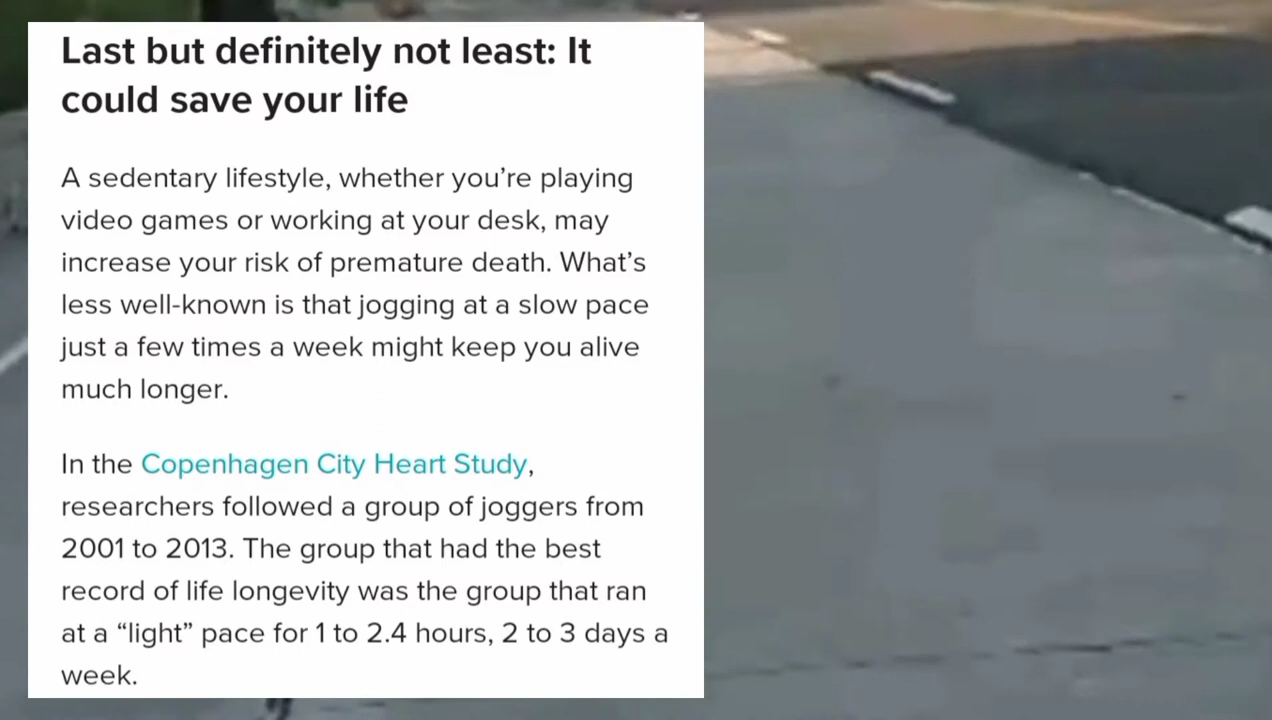 Last but definitely not least: It
could save your life
A sedentary lifestyle, whether you’re playing
video games or working at your desk, may
increase your risk of premature death. What’s
less well-known is that jogging at a slow pace
just a few times a week might keep you alive
much longer.
In the Copenhagen City Heart Study,
researchers followed a group of joggers from
2001 to 2013. The group that had the best
record of life longevity was the group that ran
at a “light” pace for 1 to 2.4 hours, 2 to 3 days a
week.